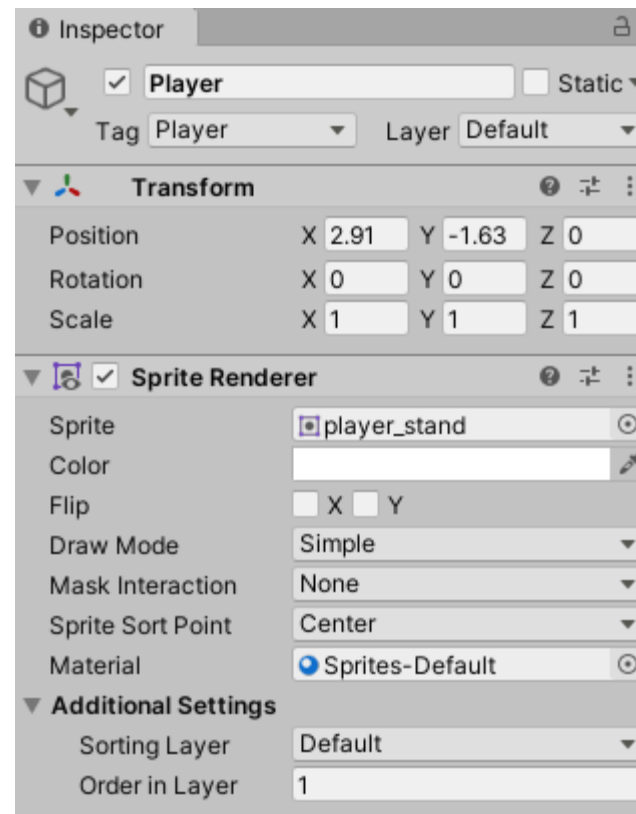 Inspector
Player Static
Tag Player Layer Default
Transform
Position X 2.91 Y -1.63 Z 0
Rotation X 0 Y 0 Z 0
Scale X 1 Y 1 Z 1
Sprite Renderer
Sprite player_stand
Color
Flip X Y
Draw Mode Simple
Mask Interaction None
Sprite Sort Point Center
Material Sprites-Default
Additional Settings
Sorting Layer Default
Order in Layer 1